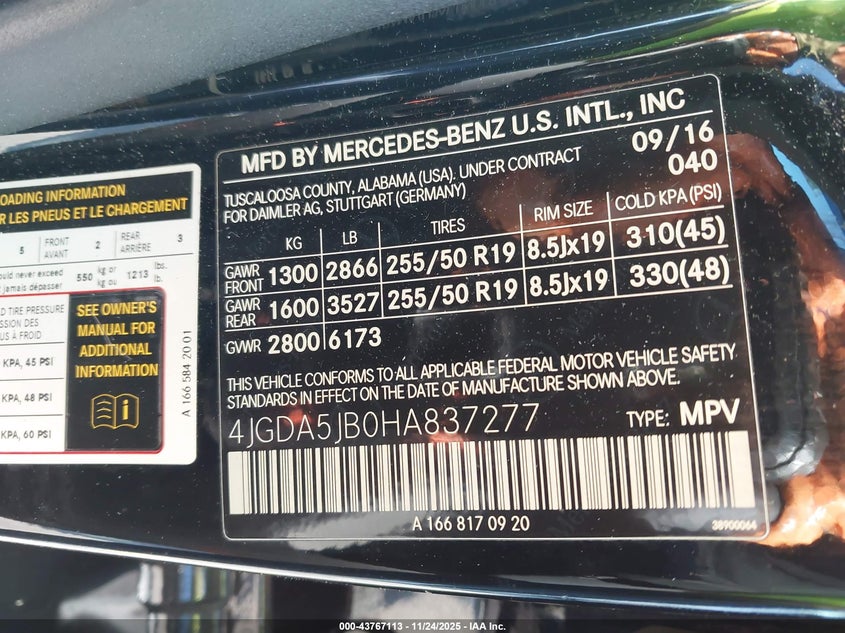 OADING INFORMATION
R LES PNEUS ET LE CHARGEMENT
5 FRONT AVANT 2 REAR ARRIÈRE 3
ould never exceed 550 kg or 1213 lbs.
t jamais dépasser kg ou lb.
D TIRE PRESSURE
ESSION DES
US À FROID
KPA, 45 PSI
KPA, 48 PSI
KPA, 60 PSI
SEE OWNER'S
MANUAL FOR
ADDITIONAL
INFORMATION
A 166 584 20 01
MFD BY MERCEDES-BENZ U.S. INTL., INC
TUSCALOOSA COUNTY, ALABAMA (USA). UNDER CONTRACT
FOR DAIMLER AG, STUTTGART (GERMANY)
09/16
040
KG LB TIRES RIM SIZE COLD KPA (PSI)
GAWR FRONT 1300 2866 255/50 R19 8.5Jx19 310(45)
GAWR REAR 1600 3527 255/50 R19 8.5Jx19 330(48)
GVWR 2800 6173
THIS VEHICLE CONFORMS TO ALL APPLICABLE FEDERAL MOTOR VEHICLE SAFETY
STANDARDS IN EFFECT ON THE DATE OF MANUFACTURE SHOWN ABOVE.
4JGDA5JB0HA837277 TYPE: MPV
A 166 817 09 20
38900064
000-43767113 - 11/24/2025 - IAA Inc.